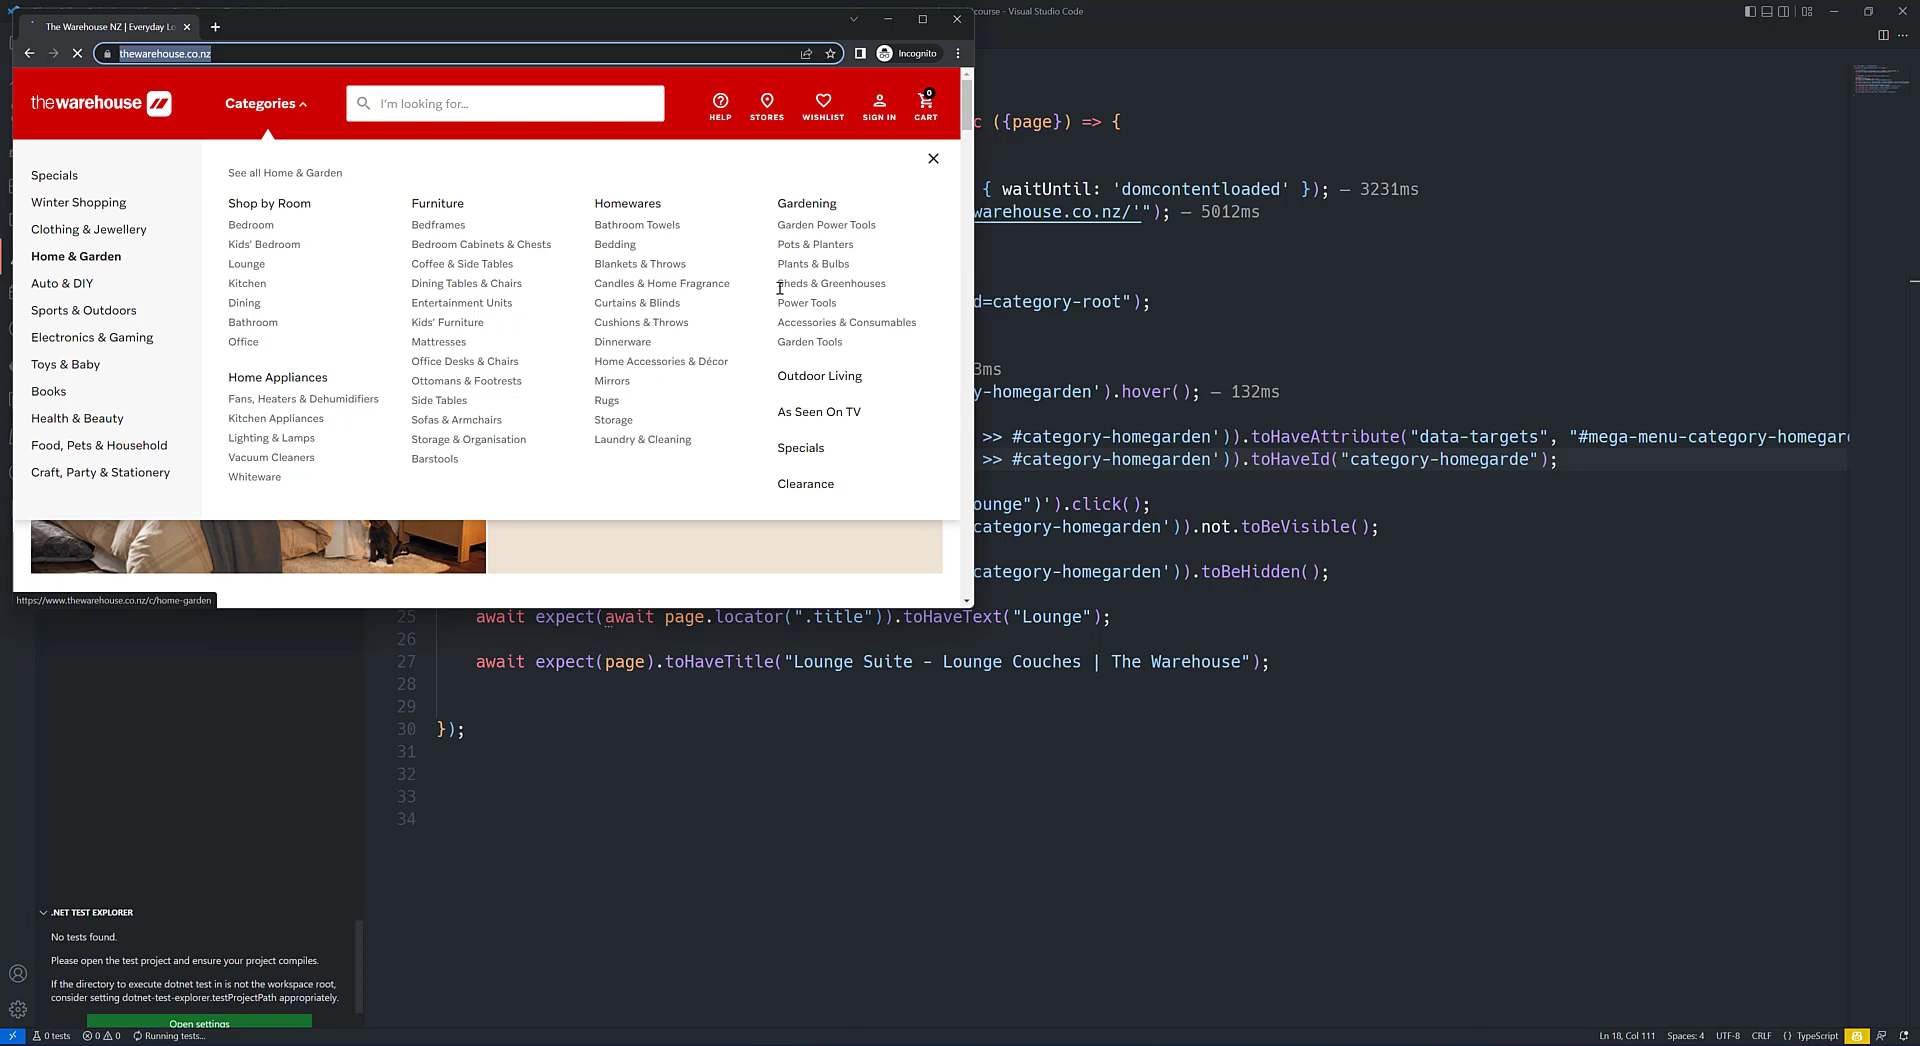 The Warehouse NZ | Everyday Lo
course - Visual Studio Code
thewarehouse.co.nz
Incognito
thewarehouse
Categories
I'm looking for...
HELP
STORES
WISHLIST
SIGN IN
0
CART
Specials
Winter Shopping
Clothing & Jewellery
Home & Garden
Auto & DIY
Sports & Outdoors
Electronics & Gaming
Toys & Baby
Books
Health & Beauty
Food, Pets & Household
Craft, Party & Stationery
See all Home & Garden
Shop by Room
Bedroom
Kids' Bedroom
Lounge
Kitchen
Dining
Bathroom
Office
Home Appliances
Fans, Heaters & Dehumidifiers
Kitchen Appliances
Lighting & Lamps
Vacuum Cleaners
Whiteware
Furniture
Bedframes
Bedroom Cabinets & Chests
Coffee & Side Tables
Dining Tables & Chairs
Entertainment Units
Kids' Furniture
Mattresses
Office Desks & Chairs
Ottomans & Footrests
Side Tables
Sofas & Armchairs
Storage & Organisation
Barstools
Homewares
Bathroom Towels
Bedding
Blankets & Throws
Candles & Home Fragrance
Curtains & Blinds
Cushions & Throws
Dinnerware
Home Accessories & Décor
Mirrors
Rugs
Storage
Laundry & Cleaning
Gardening
Garden Power Tools
Pots & Planters
Plants & Bulbs
Sheds & Greenhouses
Power Tools
Accessories & Consumables
Garden Tools
Outdoor Living
As Seen On TV
Specials
Clearance
https://www.thewarehouse.co.nz/c/home-garden
c ({page}) => {
{ waitUntil: 'domcontentloaded' }); — 3231ms
warehouse.co.nz/'"); — 5012ms
d=category-root");
3ms
y-homegarden').hover(); — 132ms
>> #category-homegarden')).toHaveAttribute("data-targets", "#mega-menu-category-homegar
>> #category-homegarden')).toHaveId("category-homegarde");
ounge")').click();
category-homegarden')).not.toBeVisible();
category-homegarden')).toBeHidden();
25 await expect(await page.locator(".title")).toHaveText("Lounge");
26
27 await expect(page).toHaveTitle("Lounge Suite - Lounge Couches | The Warehouse");
28
29
30 });
31
32
33
34
.NET TEST EXPLORER
No tests found.
Please open the test project and ensure your project compiles.
If the directory to execute dotnet test in is not the workspace root,
consider setting dotnet-test-explorer.testProjectPath appropriately.
Open settings
0 tests
0
0
Running tests...
Ln 18, Col 111
Spaces: 4
UTF-8
CRLF
{} TypeScript